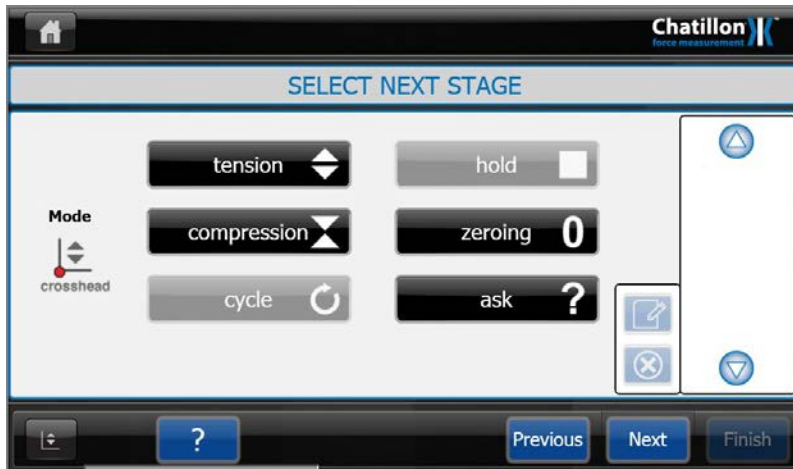 Chatillon
force measurement
SELECT NEXT STAGE
tension
hold
Mode
compression
zeroing 0
crosshead
cycle
ask ?
?
Previous
Next
Finish